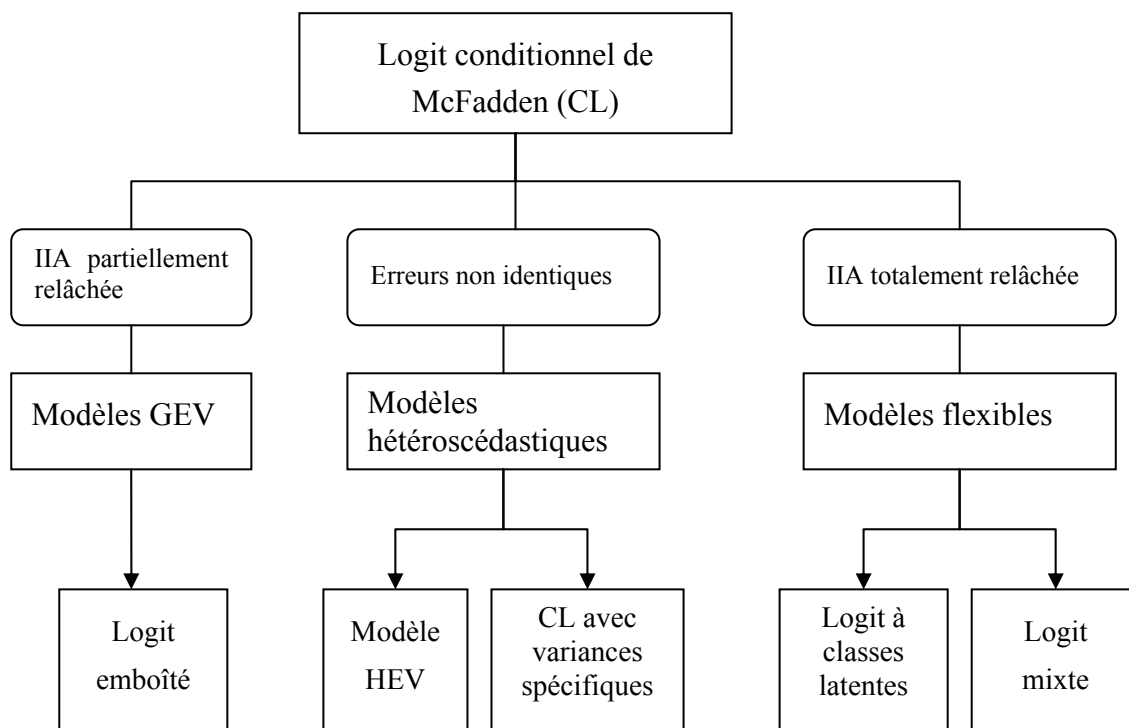 Logit conditionnel de
McFadden (CL)
IIA partiellement
relâchée
Erreurs non identiques
IIA totalement relâchée
Modèles GEV
Modèles
hétéroscédastiques
Modèles flexibles
Logit
emboîté
Modèle
HEV
CL avec
variances
spécifiques
Logit à
classes
latentes
Logit
mixte